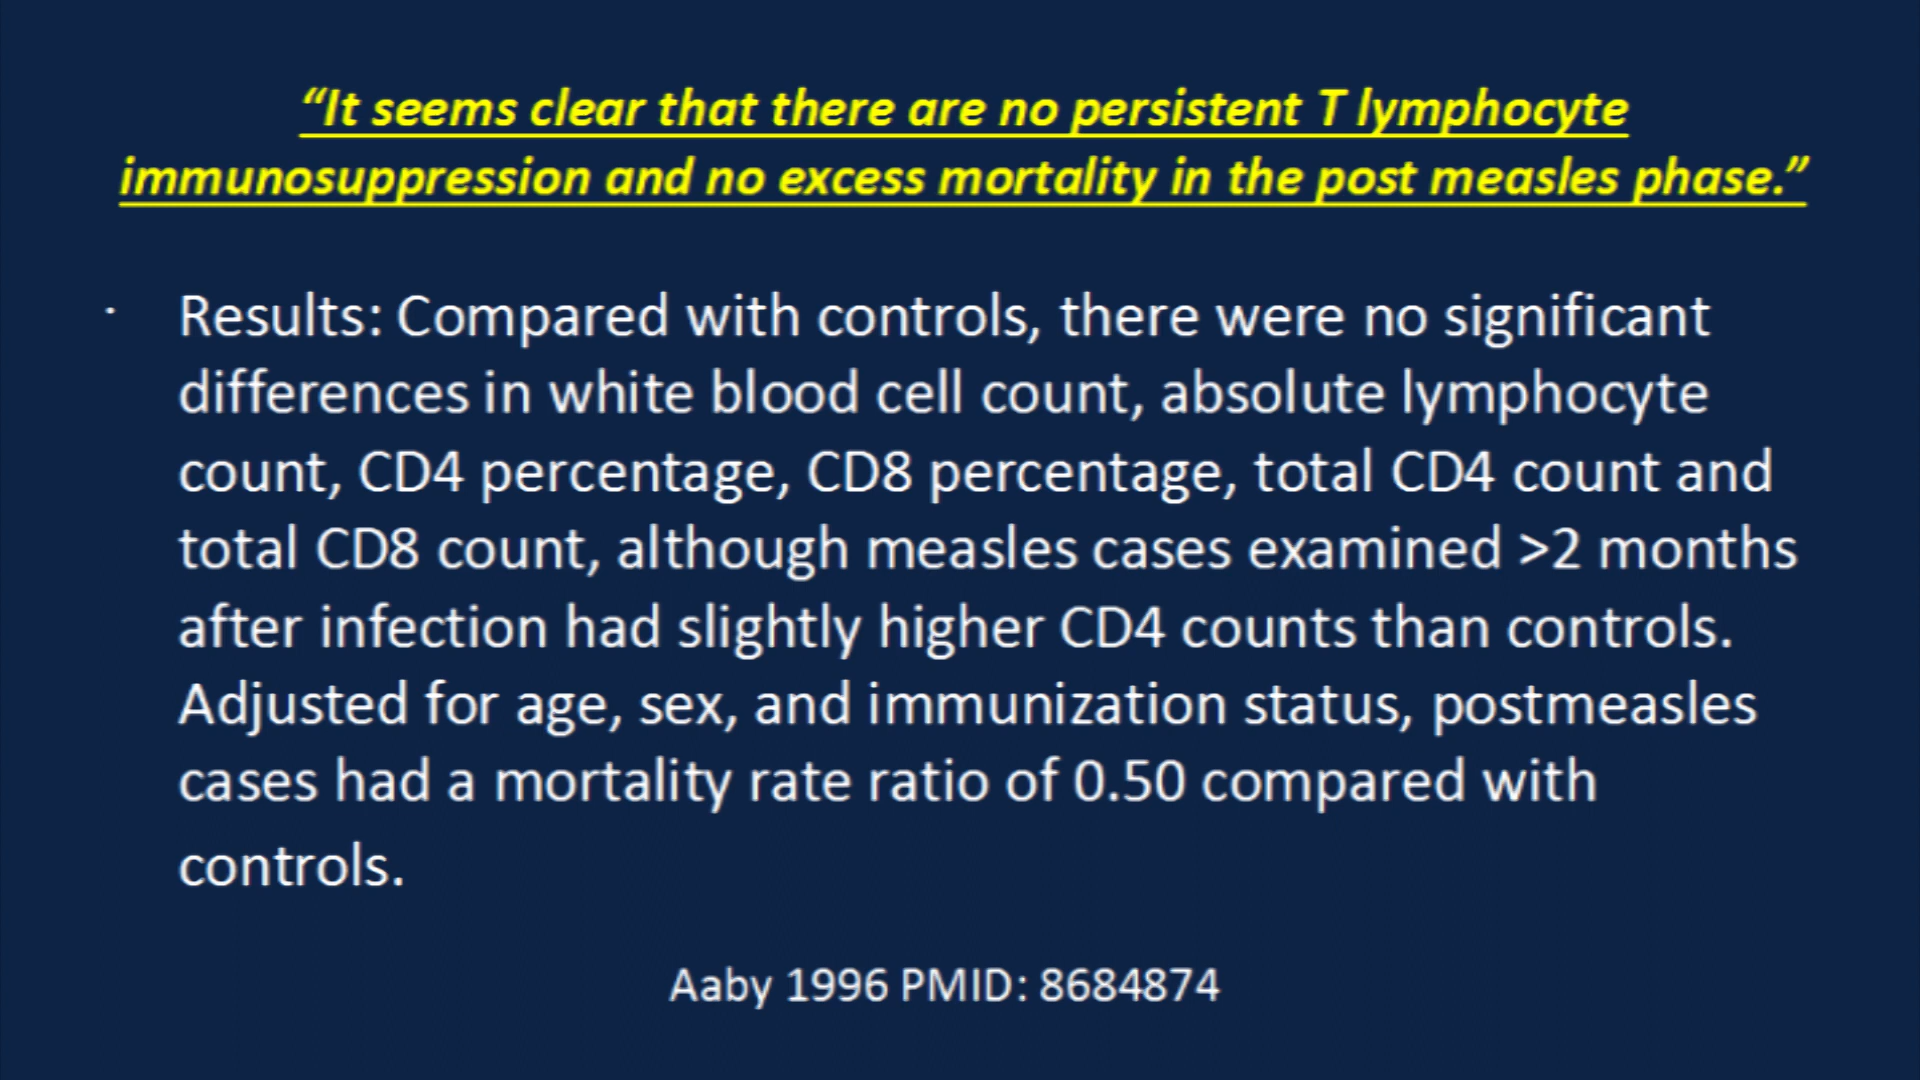 “It seems clear that there are no persistent T lymphocyte
immunosuppression and no excess mortality in the post measles phase.”
· Results: Compared with controls, there were no significant
differences in white blood cell count, absolute lymphocyte
count, CD4 percentage, CD8 percentage, total CD4 count and
total CD8 count, although measles cases examined >2 months
after infection had slightly higher CD4 counts than controls.
Adjusted for age, sex, and immunization status, postmeasles
cases had a mortality rate ratio of 0.50 compared with
controls.
Aaby 1996 PMID: 8684874